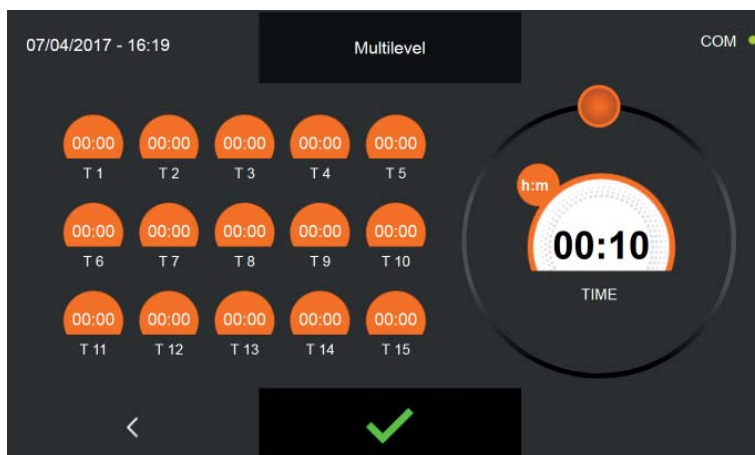 07/04/2017 - 16:19
Multilevel
COM
00:00 00:00 00:00 00:00 00:00
T 1 T 2 T 3 T 4 T 5
00:00 00:00 00:00 00:00 00:00
T 6 T 7 T 8 T 9 T 10
00:00 00:00 00:00 00:00 00:00
T 11 T 12 T 13 T 14 T 15
h:m
00:10
TIME